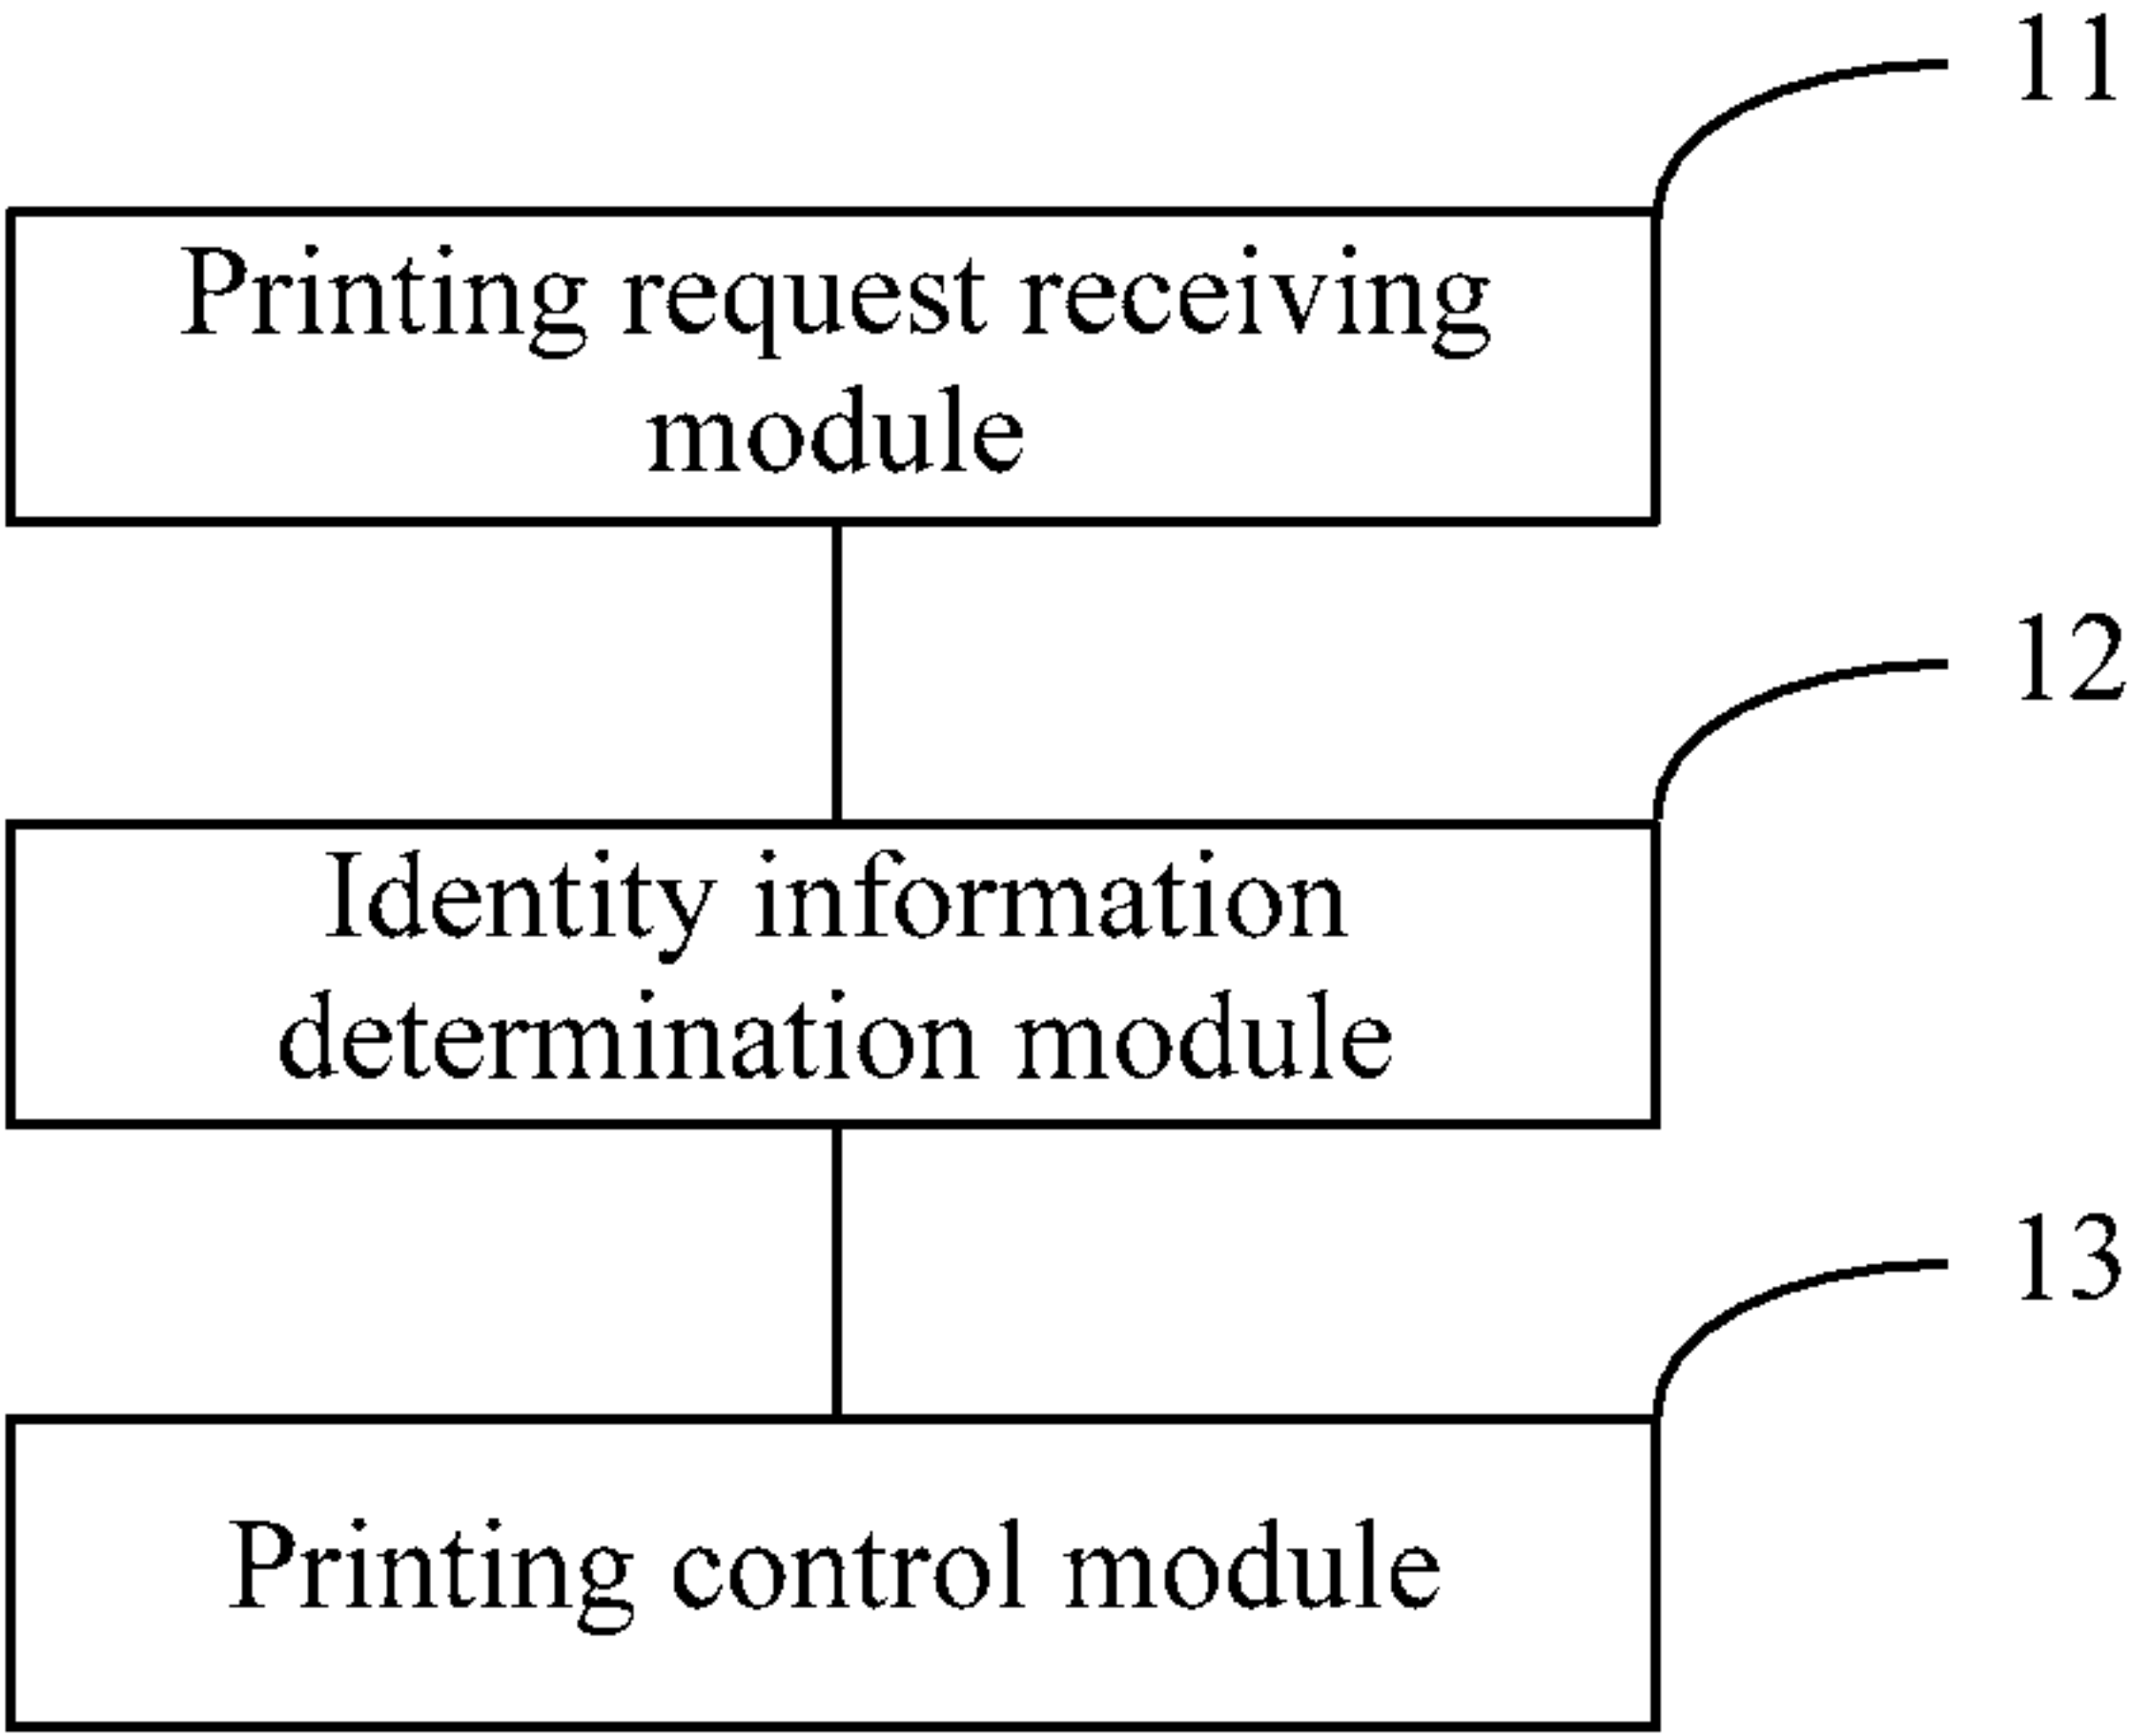 11
Printing request receiving
module
12
Identity information
determination module
13
Printing control module